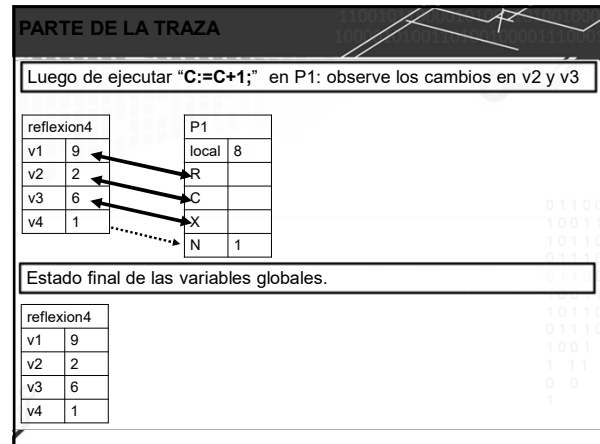 PARTE DE LA TRAZA
Luego de ejecutar “C:=C+1;” en P1: observe los cambios en v2 y v3
reflexion4
v1 9
v2 2
v3 6
v4 1
P1
local 8
R
C
X
N 1
Estado final de las variables globales.
reflexion4
v1 9
v2 2
v3 6
v4 1